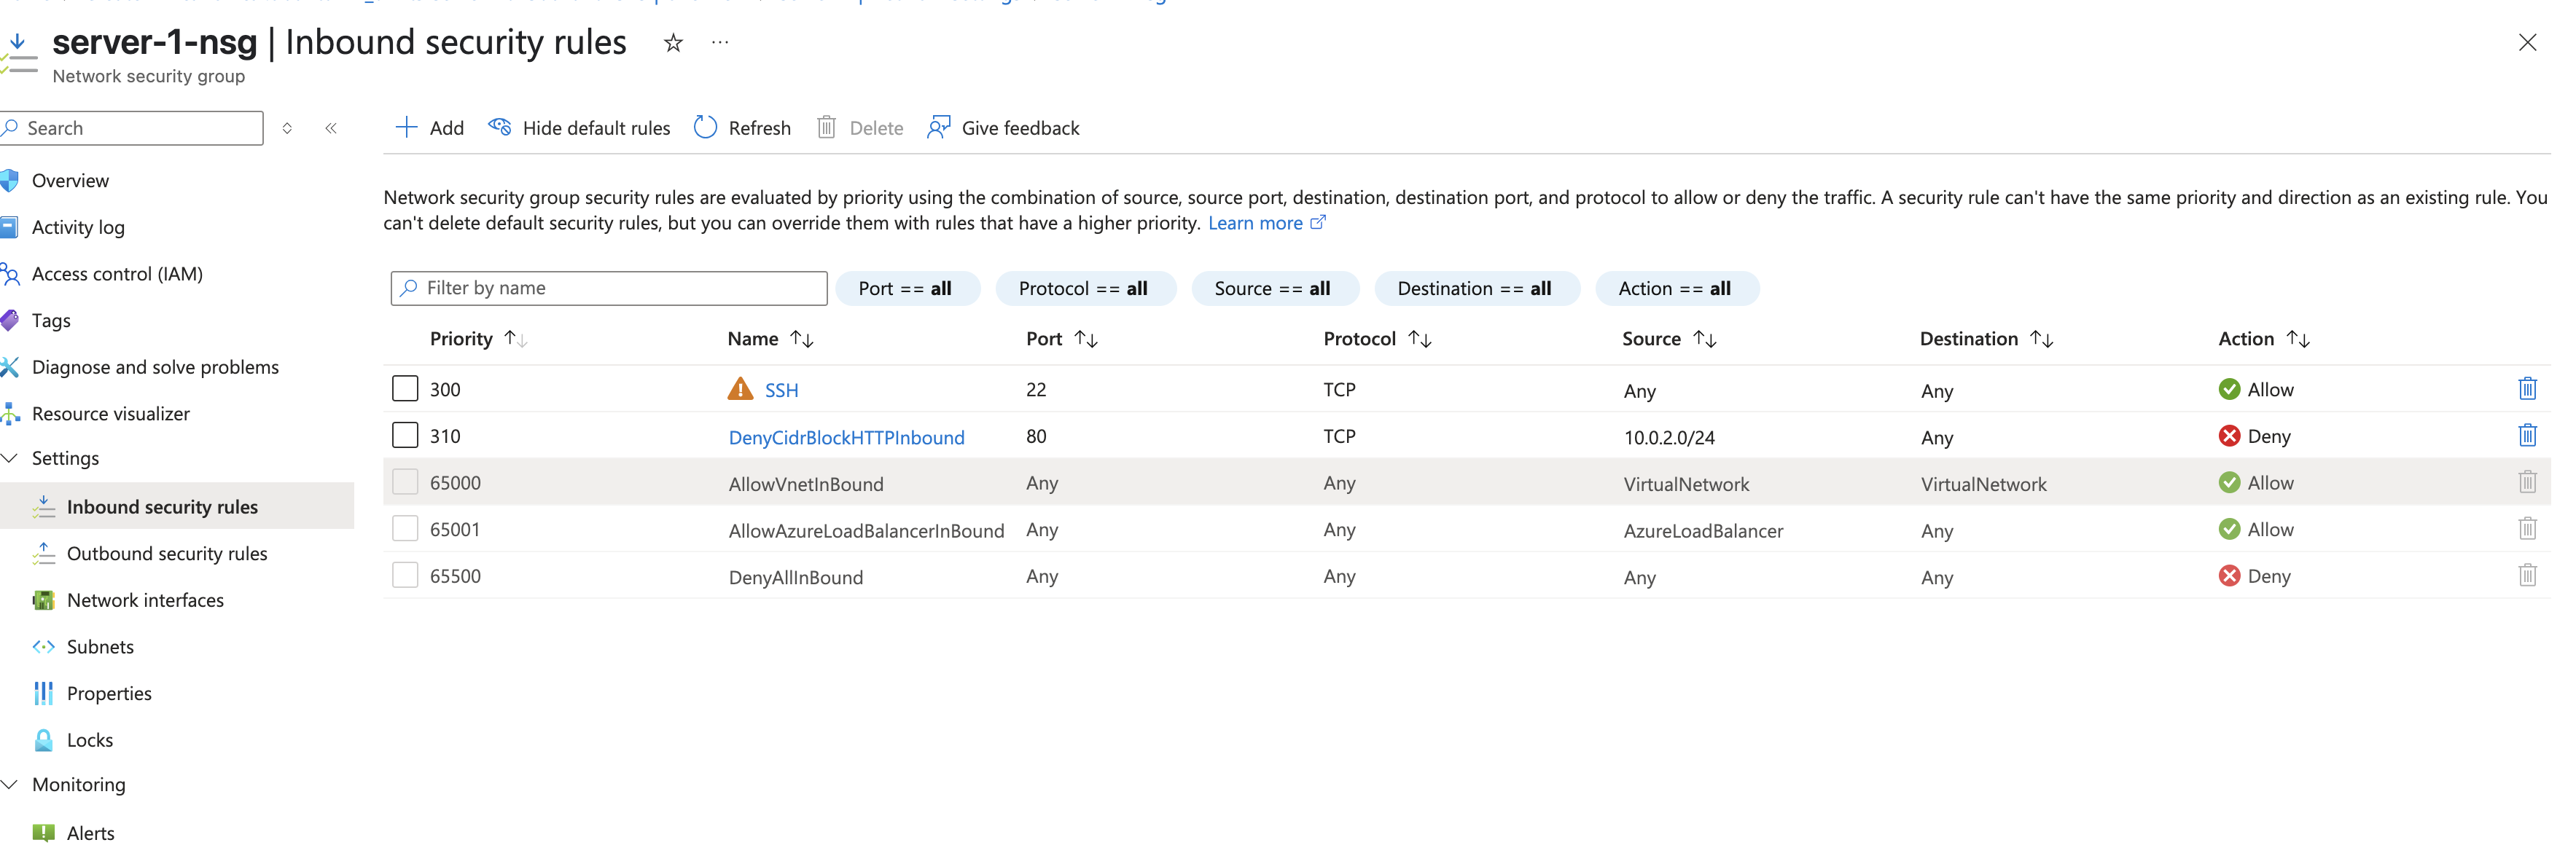 server-1-nsg | Inbound security rules
Network security group
Search
Add
Hide default rules
Refresh
Delete
Give feedback
Overview
Activity log
Access control (IAM)
Tags
Diagnose and solve problems
Resource visualizer
Settings
Inbound security rules
Outbound security rules
Network interfaces
Subnets
Properties
Locks
Monitoring
Alerts
Network security group security rules are evaluated by priority using the combination of source, source port, destination, destination port, and protocol to allow or deny the traffic. A security rule can't have the same priority and direction as an existing rule. You
can't delete default security rules, but you can override them with rules that have a higher priority. Learn more
Filter by name
Port == all
Protocol == all
Source == all
Destination == all
Action == all
Priority Name Port Protocol Source Destination Action
300 SSH 22 TCP Any Any Allow
310 DenyCidrBlockHTTPInbound 80 TCP 10.0.2.0/24 Any Deny
65000 AllowVnetInBound Any Any VirtualNetwork VirtualNetwork Allow
65001 AllowAzureLoadBalancerInBound Any Any AzureLoadBalancer Any Allow
65500 DenyAllInBound Any Any Any Any Deny